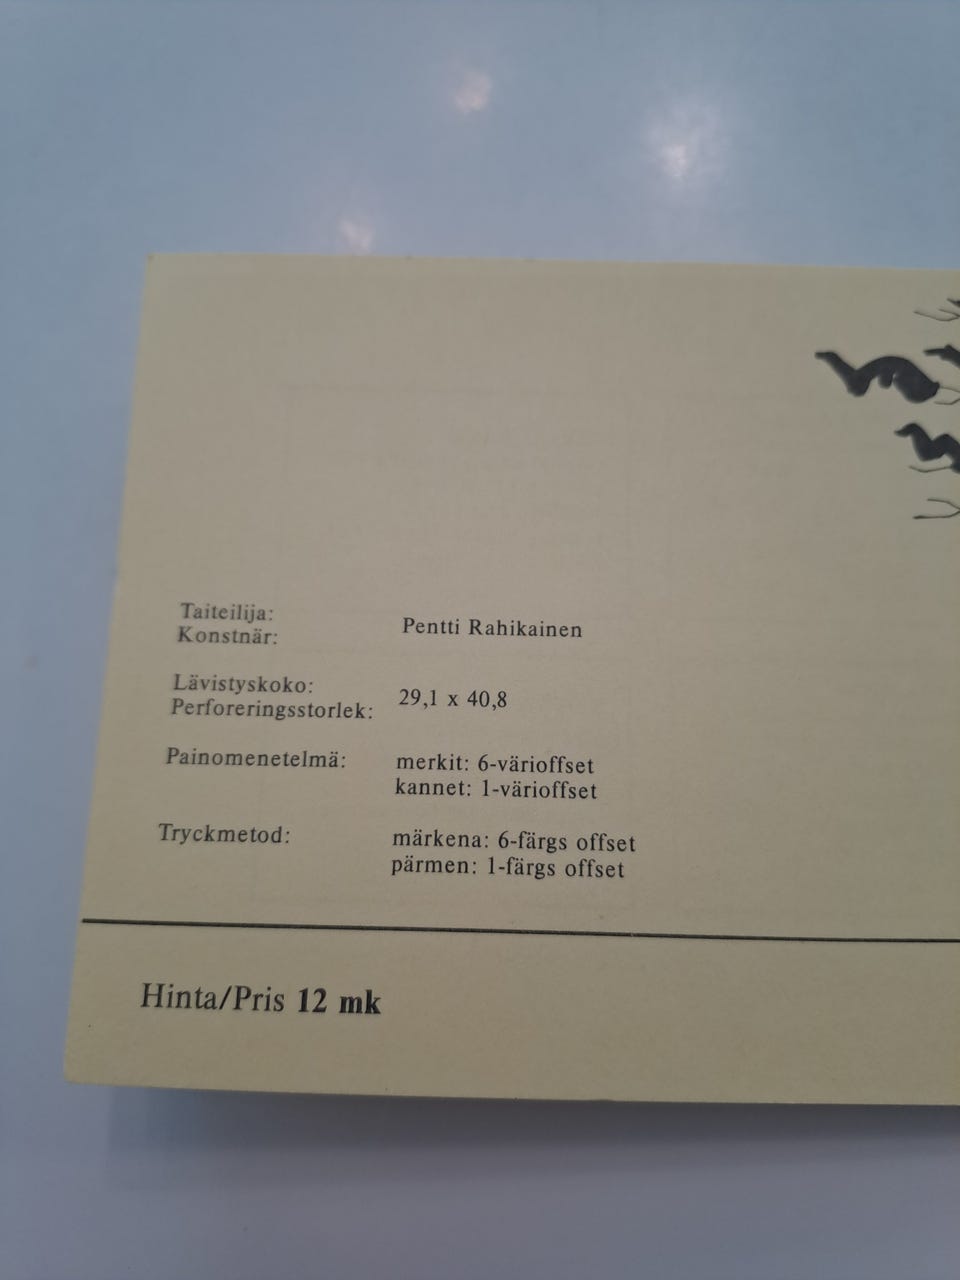 Taiteilija:
Konstnär:
Pentti Rahikainen
Lävistyskoko:
Perforeringsstorlek:
29,1 x 40,8
Painomenetelmä:
merkit: 6-värioffset
kannet: 1-värioffset
Tryckmetod:
märkena: 6-färgs offset
pärmen: 1-färgs offset
Hinta/Pris 12 mk